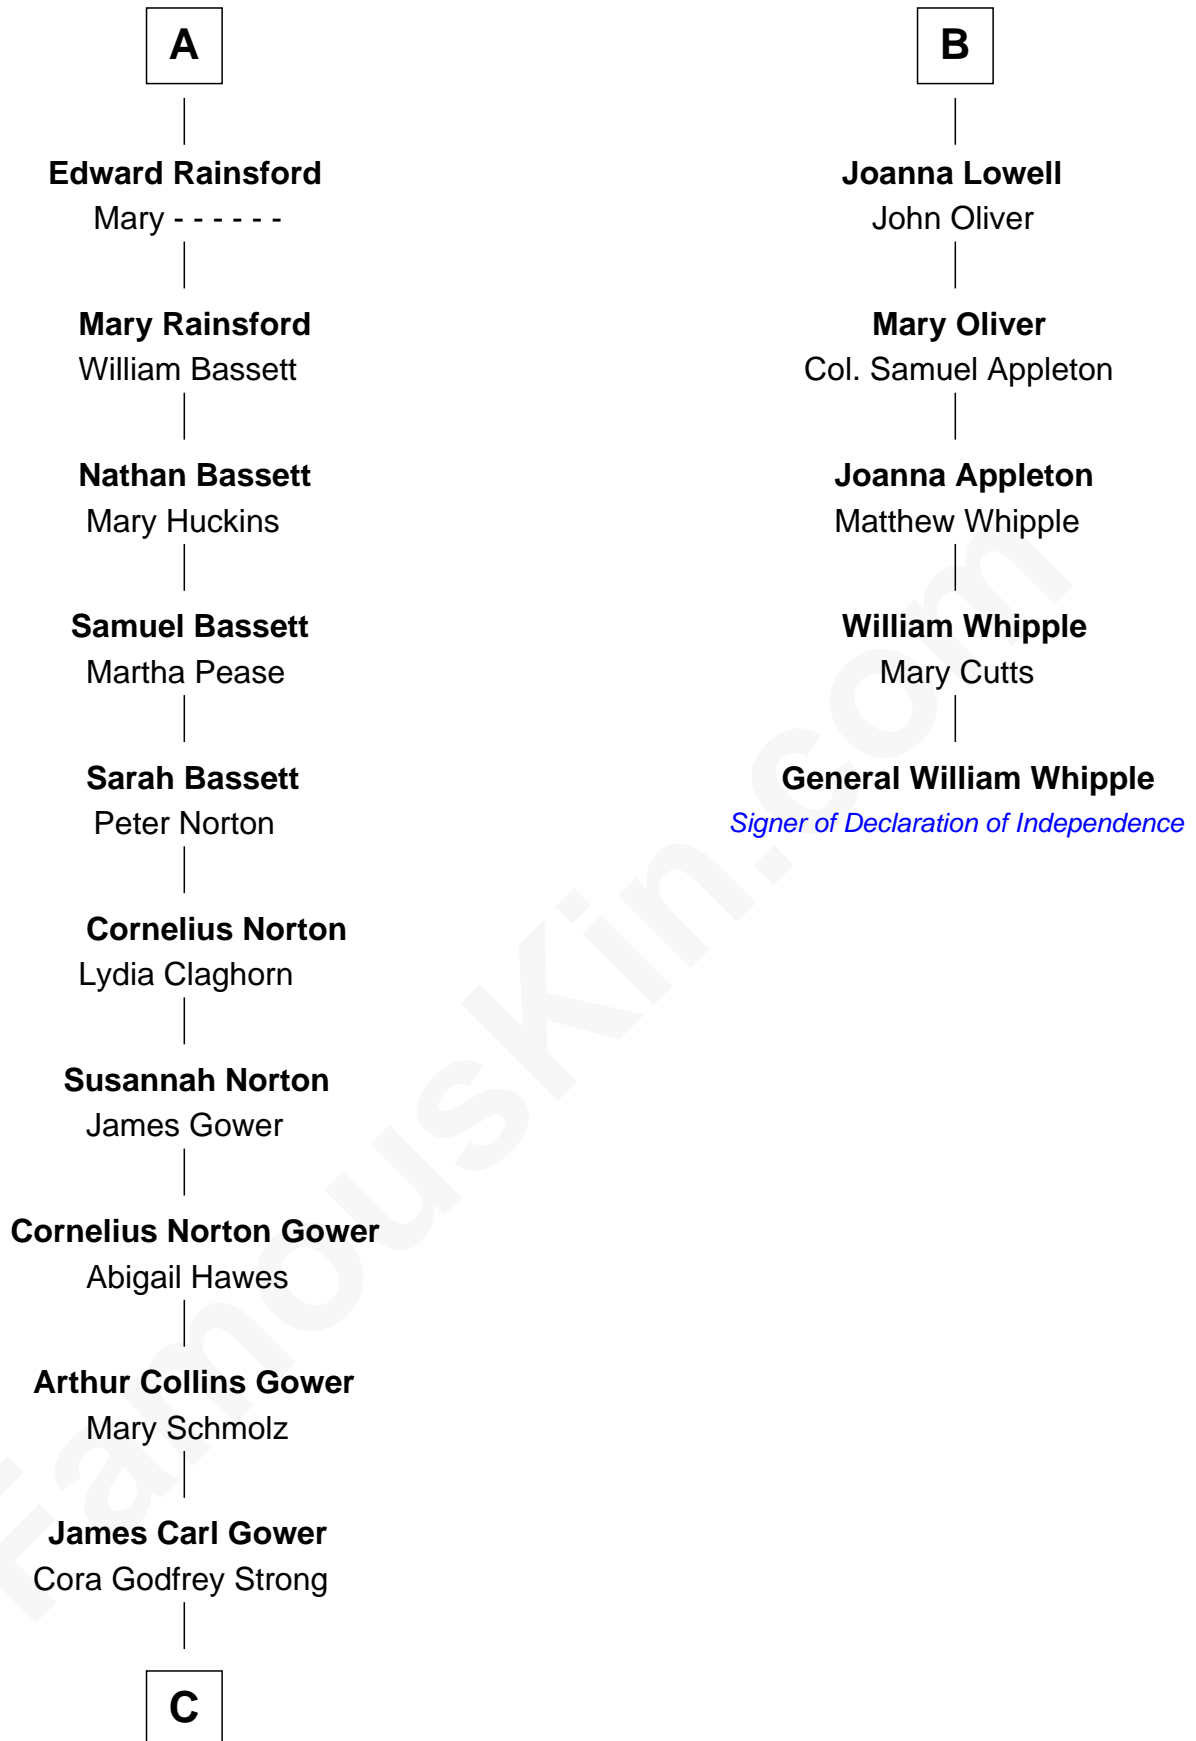 A
Edward Rainsford
Mary - - - - - -
Mary Rainsford
William Bassett
Nathan Bassett
Mary Huckins
Samuel Bassett
Martha Pease
Sarah Bassett
Peter Norton
Cornelius Norton
Lydia Claghorn
Susannah Norton
James Gower
Cornelius Norton Gower
Abigail Hawes
Arthur Collins Gower
Mary Schmolz
James Carl Gower
Cora Godfrey Strong
C
B
Joanna Lowell
John Oliver
Mary Oliver
Col. Samuel Appleton
Joanna Appleton
Matthew Whipple
William Whipple
Mary Cutts
General William Whipple
Signer of Declaration of Independence
FamousKin.com